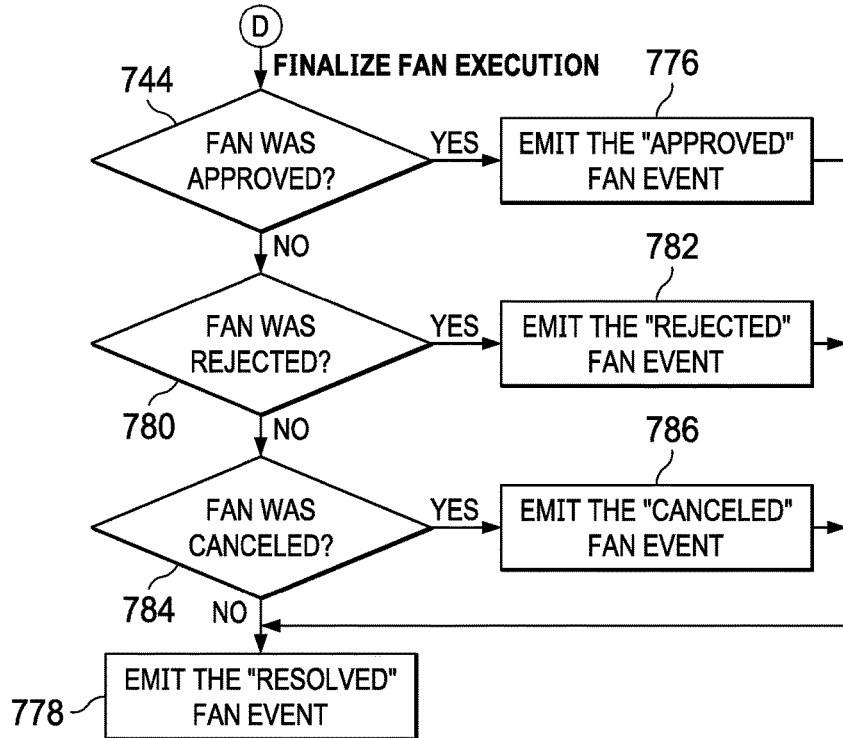 D
FINALIZE FAN EXECUTION
744
776
FAN WAS
APPROVED?
YES
EMIT THE "APPROVED"
FAN EVENT
NO
782
FAN WAS
REJECTED?
YES
EMIT THE "REJECTED"
FAN EVENT
780
NO
786
FAN WAS
CANCELED?
YES
EMIT THE "CANCELED"
FAN EVENT
784
NO
EMIT THE "RESOLVED"
FAN EVENT
778